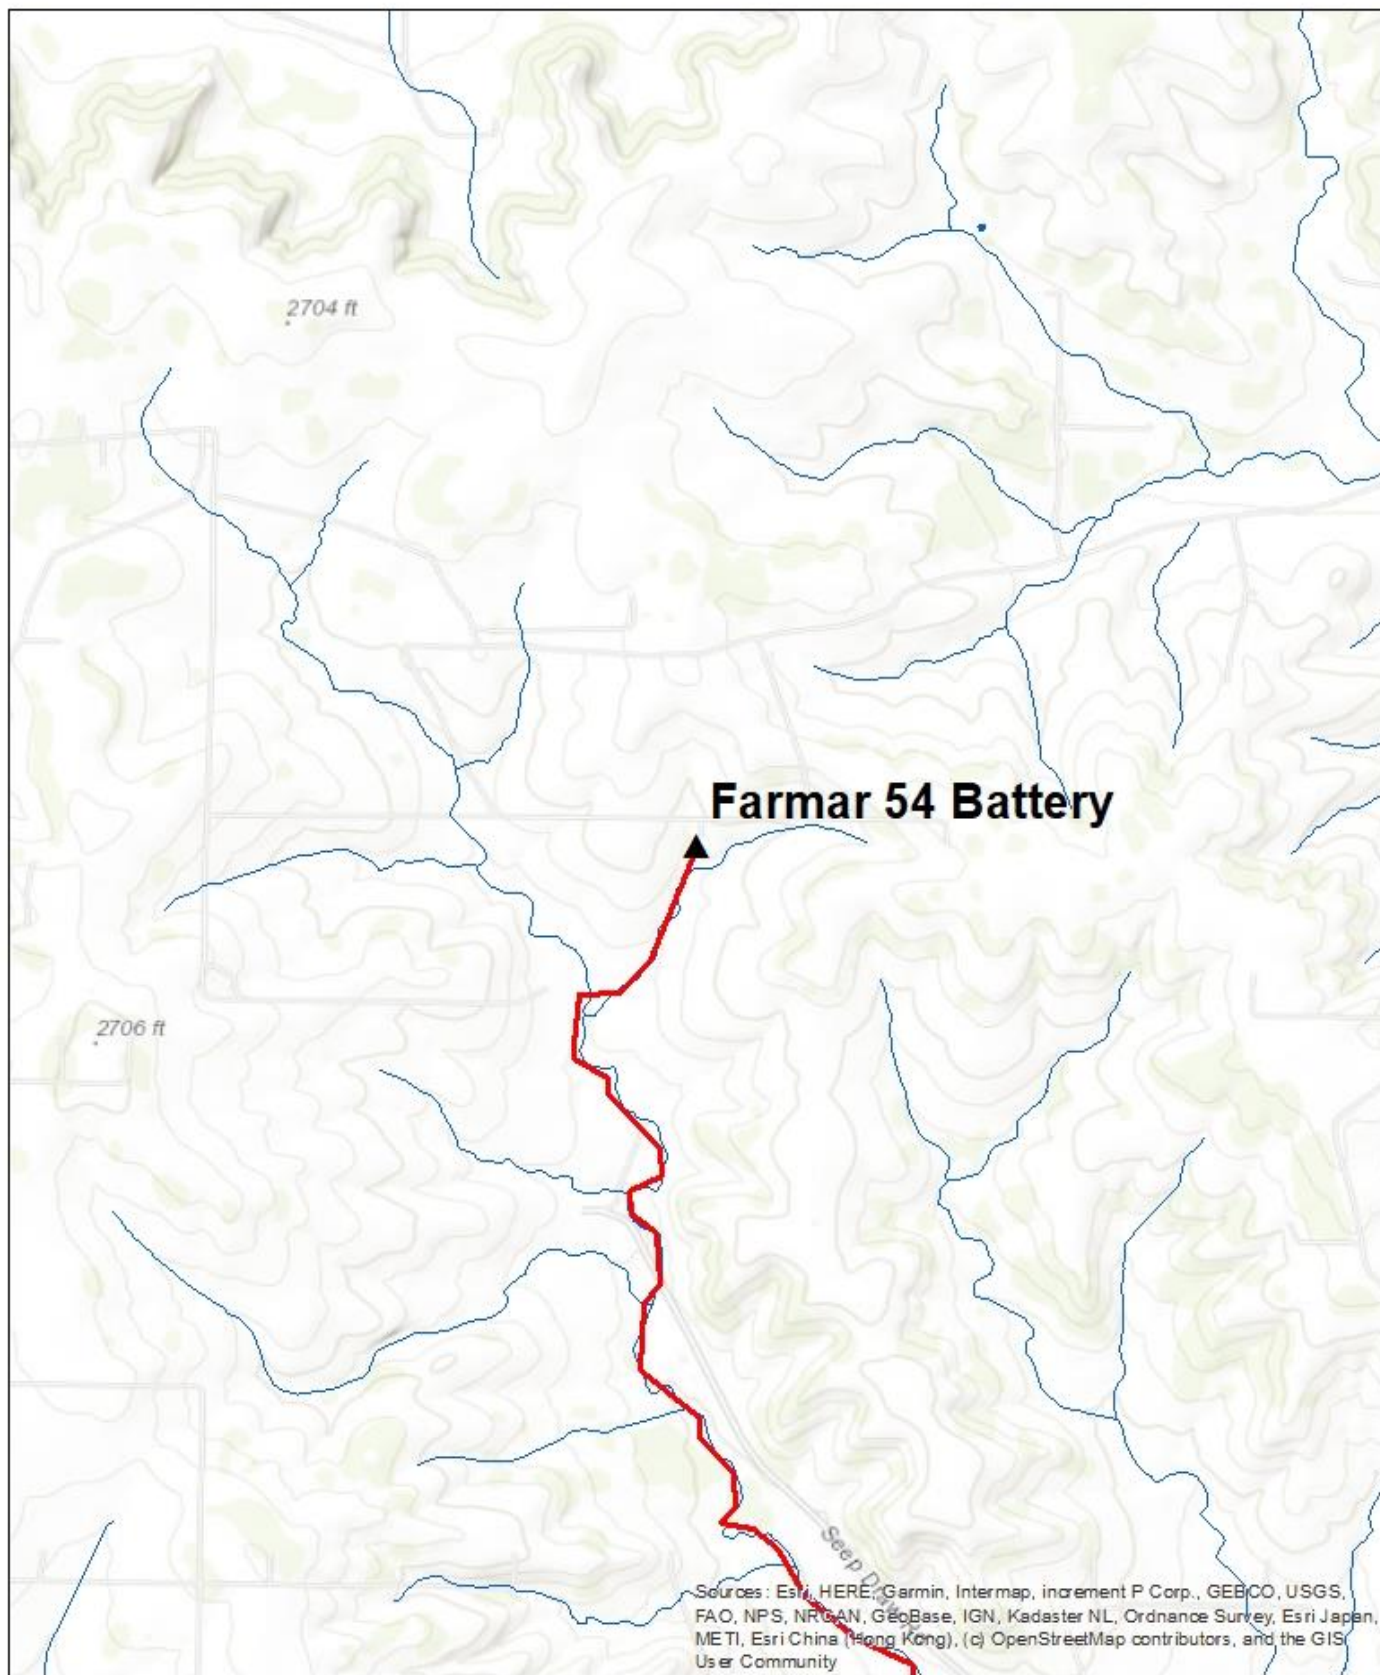 2704 ft
Farmar 54 Battery
2706 ft
Seep Draw Rd
Sources: Esri, HERE, Garmin, Intermap, increment P Corp., GEBCO, USGS,
FAO, NPS, NRCAN, GeoBase, IGN, Kadaster NL, Ordnance Survey, Esri Japan,
METI, Esri China (Hong Kong), (c) OpenStreetMap contributors, and the GIS
User Community